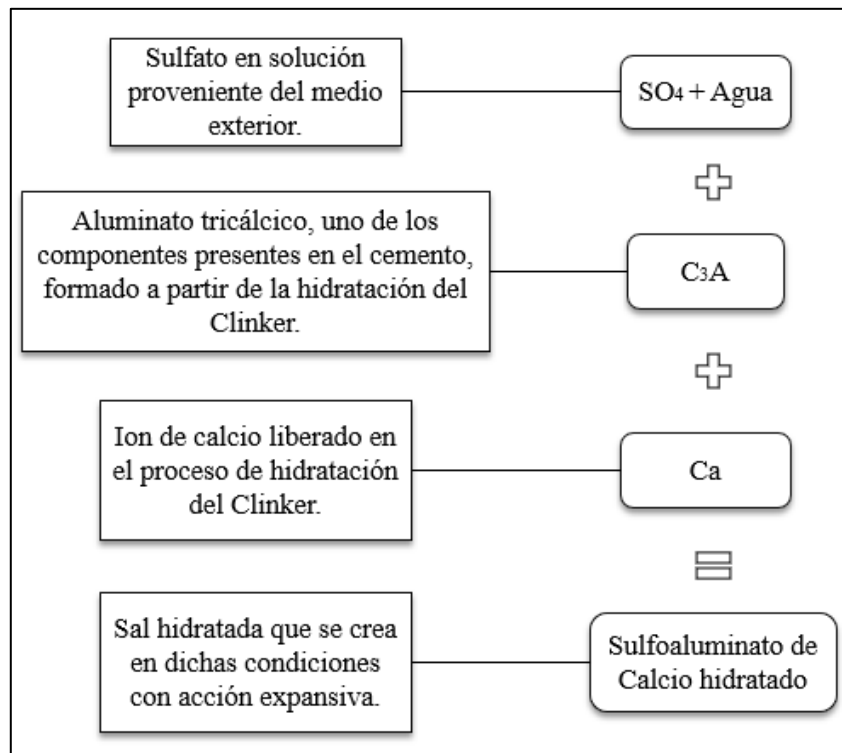 Sulfato en solución
proveniente del medio
exterior.
SO₄ + Agua
Aluminato tricálcico, uno de los
componentes presentes en el cemento,
formado a partir de la hidratación del
Clinker.
C₃A
Ion de calcio liberado en
el proceso de hidratación
del Clinker.
Ca
Sal hidratada que se crea
en dichas condiciones
con acción expansiva.
Sulfoaluminato de
Calcio hidratado